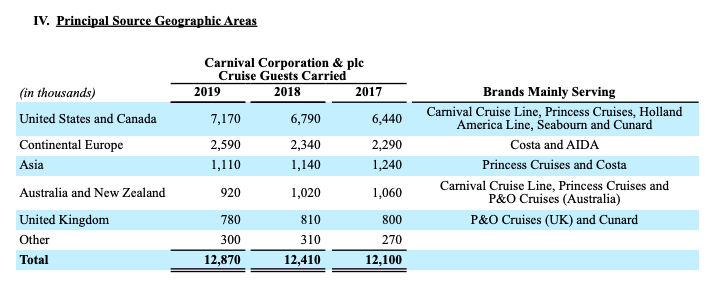 IV. Principal Source Geographic Areas
Carnival Corporation & plc
Cruise Guests Carried
(in thousands) 2019 2018 2017 Brands Mainly Serving
United States and Canada 7,170 6,790 6,440 Carnival Cruise Line, Princess Cruises, Holland
America Line, Seabourn and Cunard
Continental Europe 2,590 2,340 2,290 Costa and AIDA
Asia 1,110 1,140 1,240 Princess Cruises and Costa
Australia and New Zealand 920 1,020 1,060 Carnival Cruise Line, Princess Cruises and
P&O Cruises (Australia)
United Kingdom 780 810 800 P&O Cruises (UK) and Cunard
Other 300 310 270
Total 12,870 12,410 12,100